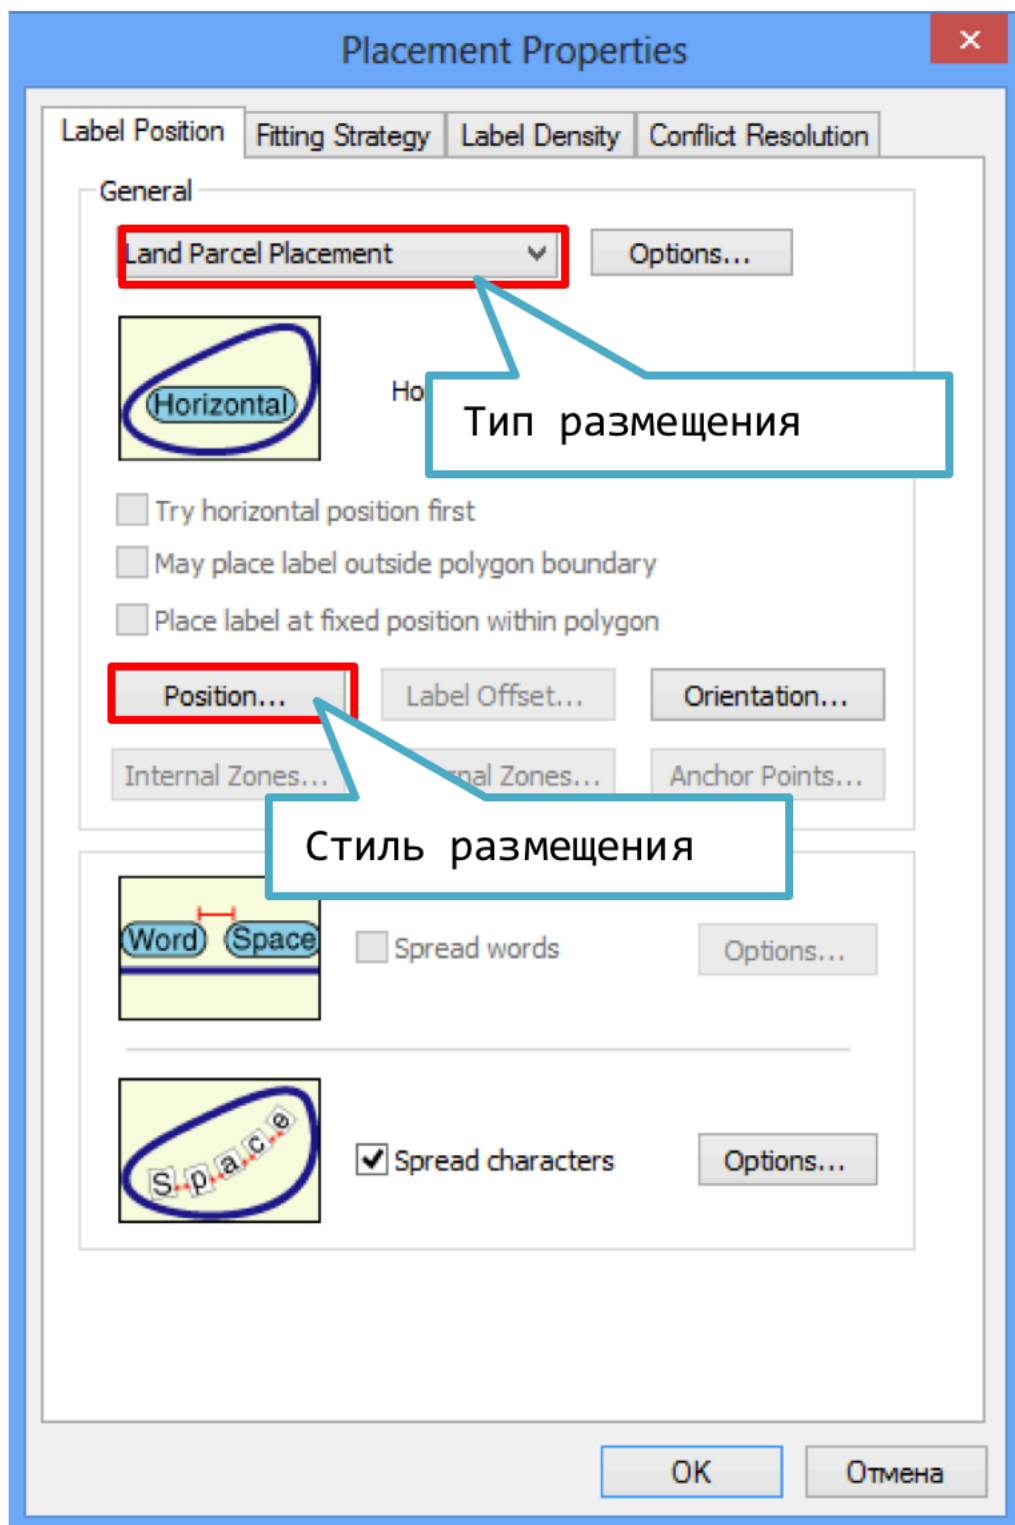 Placement Properties
Label Position
Fitting Strategy
Label Density
Conflict Resolution
General
Land Parcel Placement
Options...
Horizontal
Тип размещения
Try horizontal position first
May place label outside polygon boundary
Place label at fixed position within polygon
Position...
Label Offset...
Orientation...
Internal Zones...
Zones...
Anchor Points...
Стиль размещения
Word Space
Spread words
Options...
Space
Spread characters
Options...
OK
Отмена